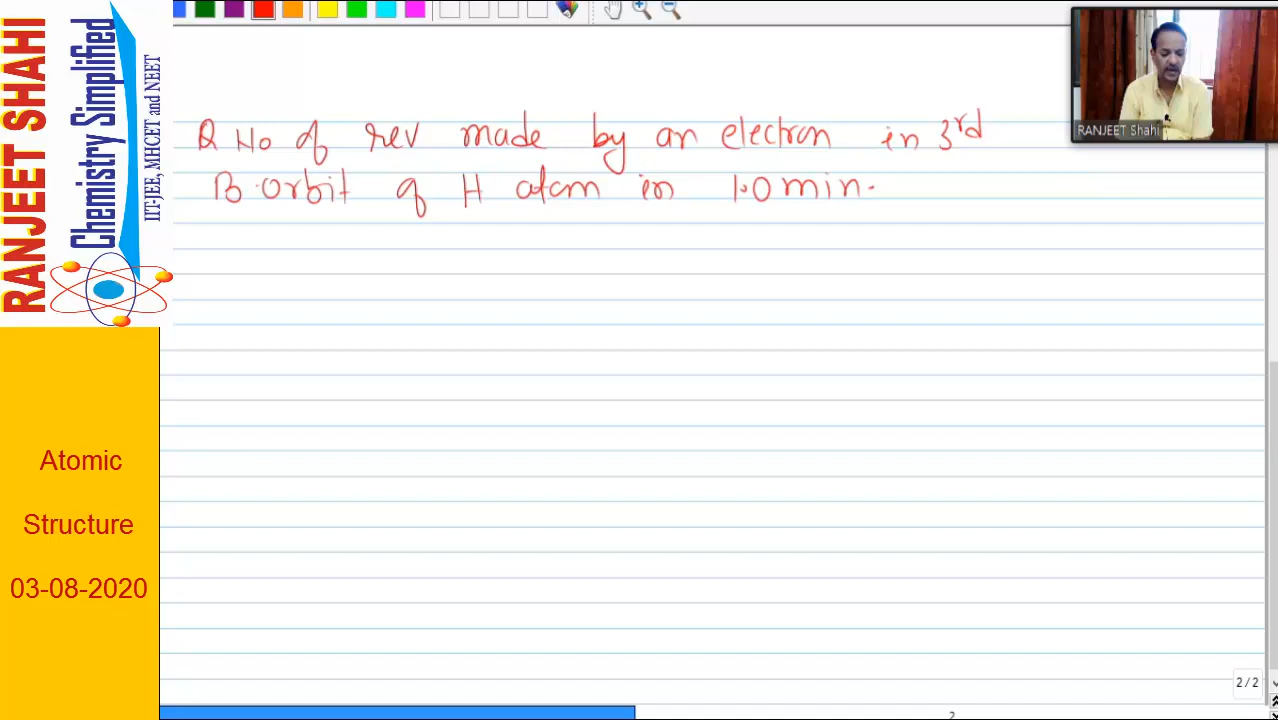 RANJEET SHAHI
Chemistry Simplified
IIT-JEE, MHCET and NEET
RANJEET Shahi
Q No of rev made by an electron in 3rd
B.orbit of H atom in 1.0 min.
Atomic
Structure
03-08-2020
2/2
2